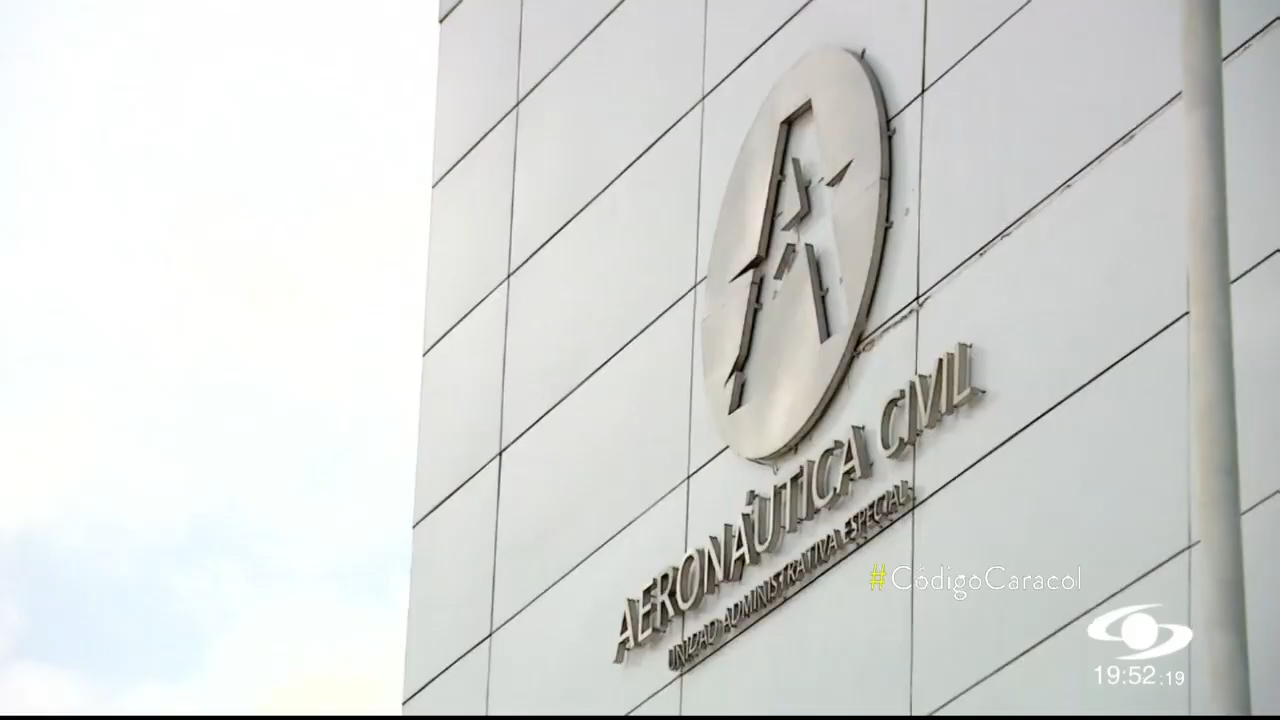 AERONÁUTICA CIVIL
UNIDAD ADMINISTRATIVA ESPECIAL
#CódigoCaracol
19:52:19